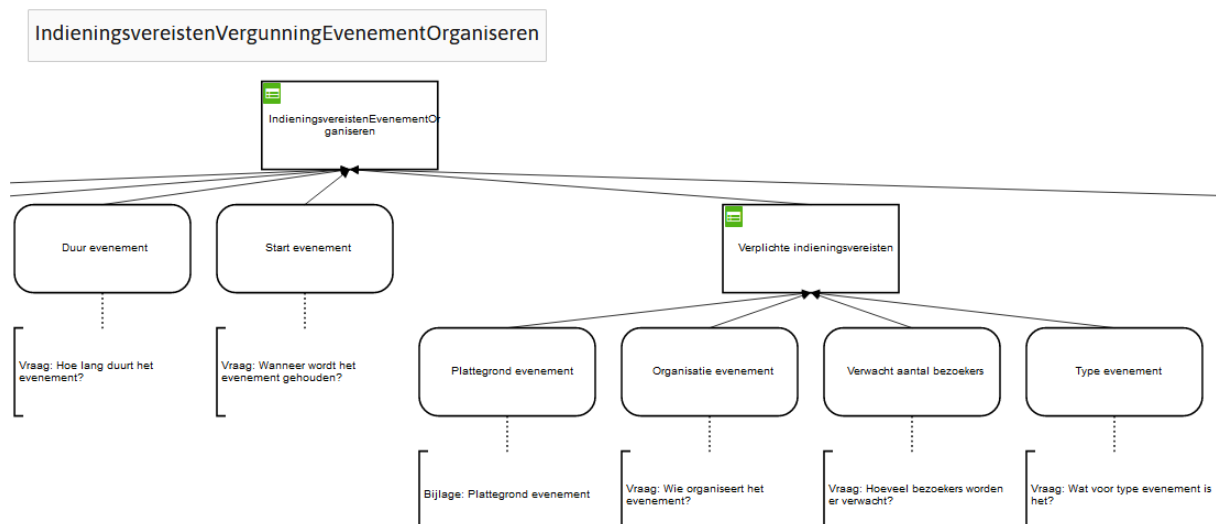 IndieningsvereistenVergunningEvenementOrganiseren
IndieningsvereistenEvenementOr
ganiseren
Duur evenement
Start evenement
Verplichte indieningsvereisten
Vraag: Hoe lang duurt het
evenement?
Vraag: Wanneer wordt het
evenement gehouden?
Plattegrond evenement
Organisatie evenement
Verwacht aantal bezoekers
Type evenement
Bijlage: Plattegrond evenement
Vraag: Wie organiseert het
evenement?
Vraag: Hoeveel bezoekers worden
er verwacht?
Vraag: Wat voor type evenement is
het?